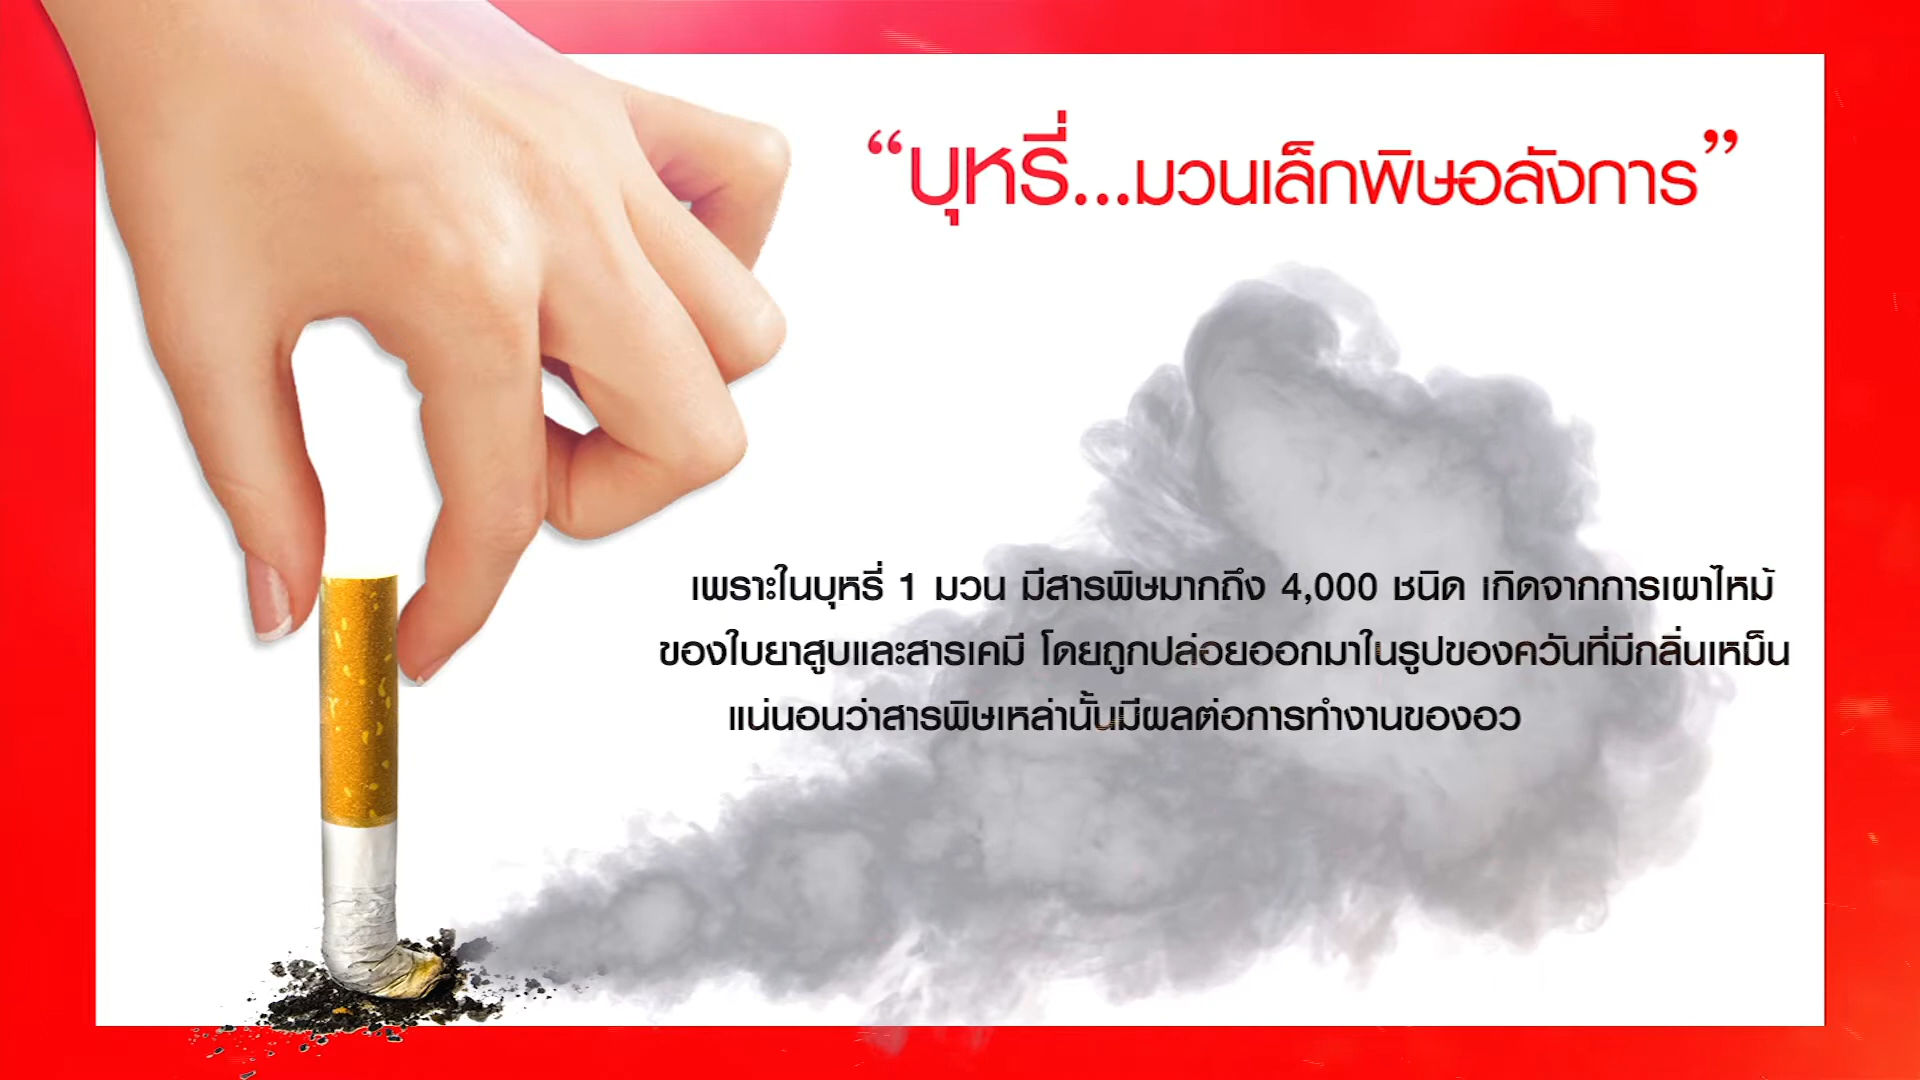 “บุหรี่...มวนเล็กพิษอลังการ”
เพราะในบุหรี่ 1 มวน มีสารพิษมากถึง 4,000 ชนิด เกิดจากการเผาไหม้
ของใบยาสูบและสารเคมี โดยถูกปล่อยออกมาในรูปของควันที่มีกลิ่นเหม็น
แน่นอนว่าสารพิษเหล่านั้นมีผลต่อการทำงานของอว